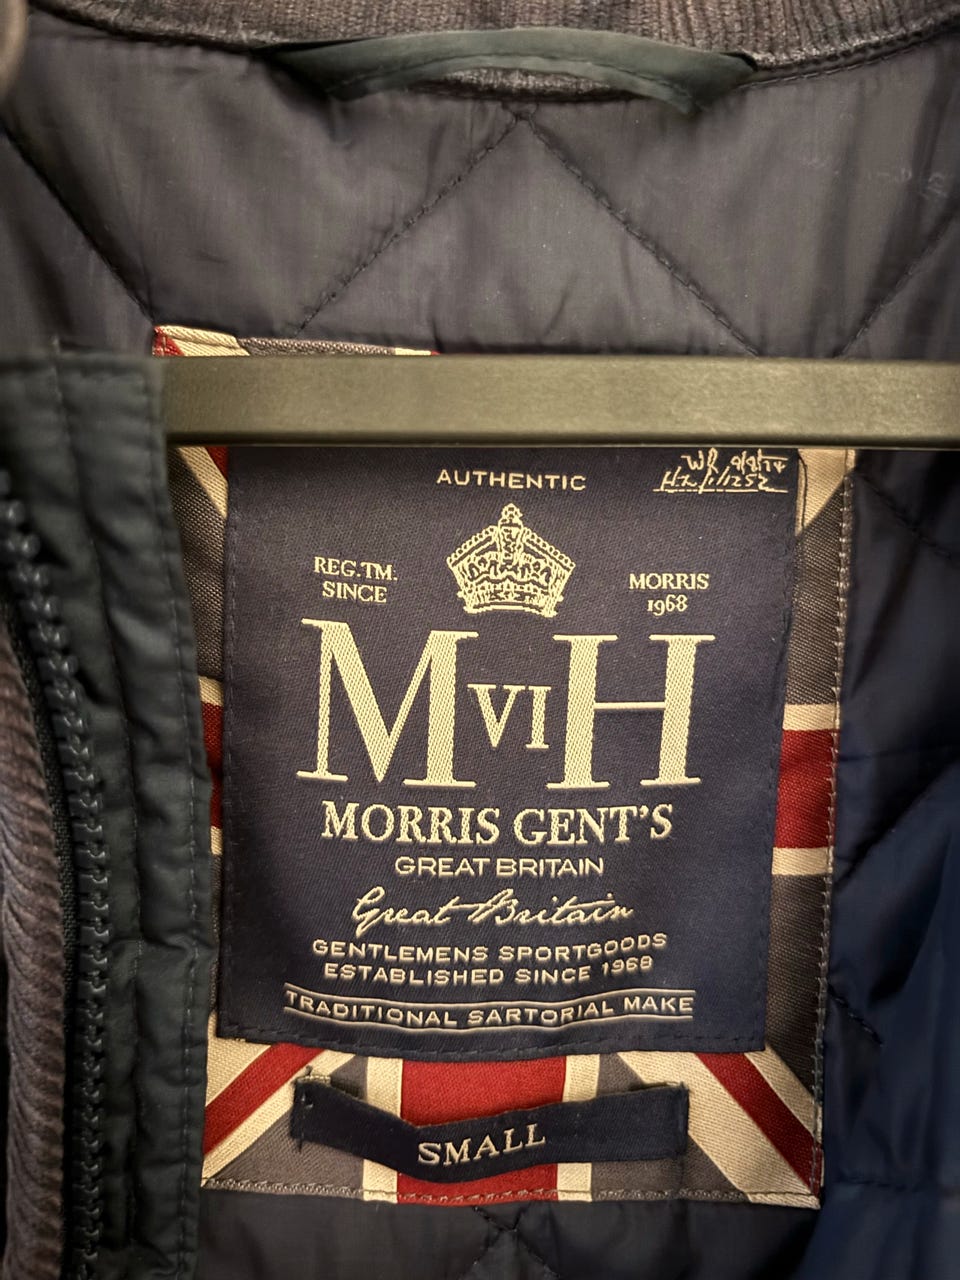 AUTHENTIC
REG.TM.
SINCE
MORRIS
1968
M VI H
MORRIS GENT'S
GREAT BRITAIN
Great Britain
GENTLEMENS SPORTGOODS
ESTABLISHED SINCE 1968
TRADITIONAL SARTORIAL MAKE
SMALL